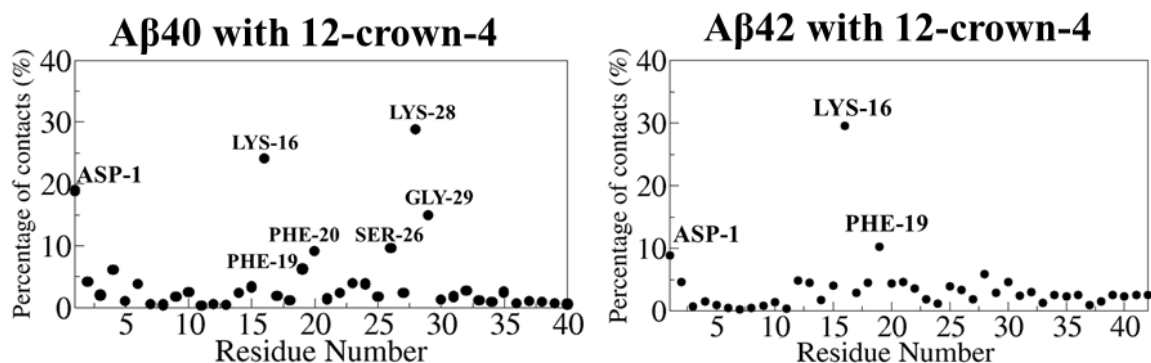 Aβ40 with 12-crown-4
Percentage of contacts (%)
40
30
20
10
0
ASP-1
LYS-16
PHE-19
PHE-20
SER-26
LYS-28
GLY-29
5 10 15 20 25 30 35 40
Residue Number
Aβ42 with 12-crown-4
Percentage of contacts (%)
40
30
20
10
0
ASP-1
LYS-16
PHE-19
5 10 15 20 25 30 35 40
Residue Number